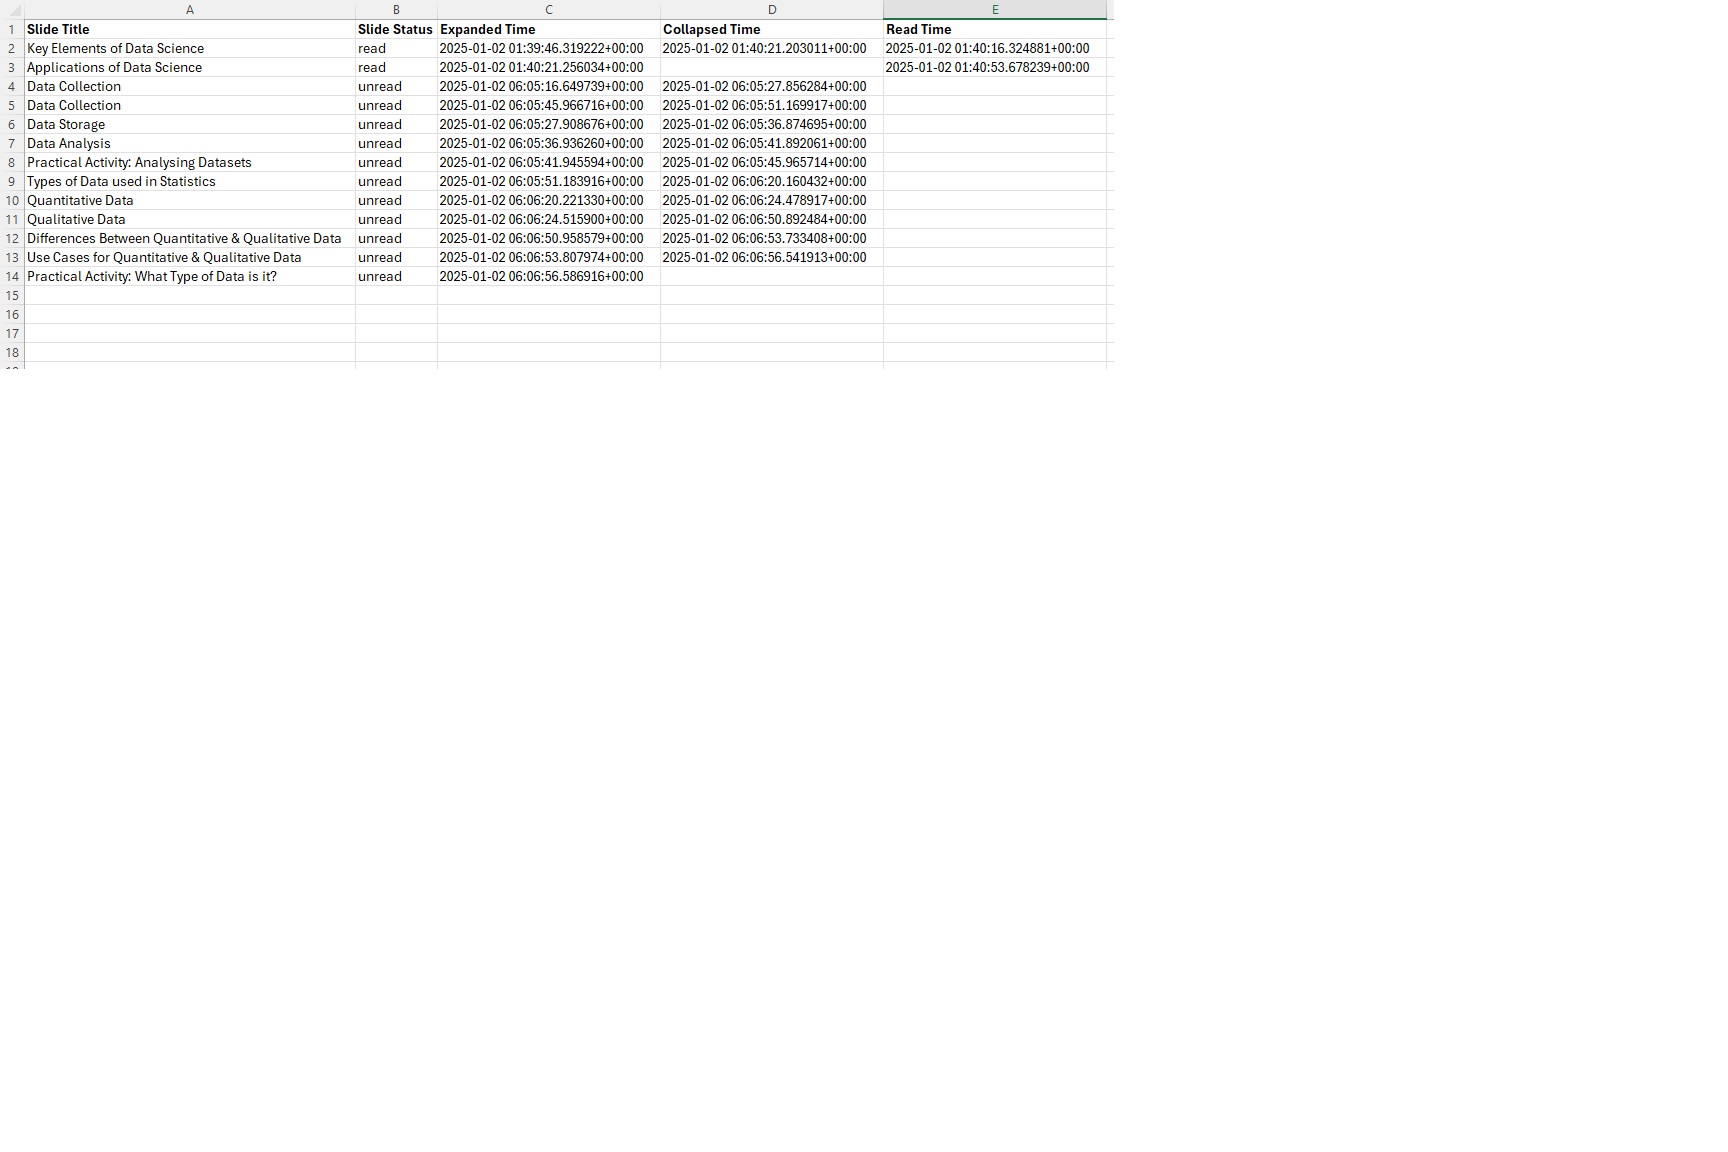 A B C D E
1 Slide Title Slide Status Expanded Time Collapsed Time Read Time
2 Key Elements of Data Science read 2025-01-02 01:39:46.319222+00:00 2025-01-02 01:40:21.203011+00:00 2025-01-02 01:40:16.324881+00:00
3 Applications of Data Science read 2025-01-02 01:40:21.256034+00:00 2025-01-02 01:40:53.678239+00:00
4 Data Collection unread 2025-01-02 06:05:16.649739+00:00 2025-01-02 06:05:27.856284+00:00
5 Data Collection unread 2025-01-02 06:05:45.966716+00:00 2025-01-02 06:05:51.169917+00:00
6 Data Storage unread 2025-01-02 06:05:27.908676+00:00 2025-01-02 06:05:36.874695+00:00
7 Data Analysis unread 2025-01-02 06:05:36.936260+00:00 2025-01-02 06:05:41.892061+00:00
8 Practical Activity: Analysing Datasets unread 2025-01-02 06:05:41.945594+00:00 2025-01-02 06:05:45.965714+00:00
9 Types of Data used in Statistics unread 2025-01-02 06:05:51.183916+00:00 2025-01-02 06:06:20.160432+00:00
10 Quantitative Data unread 2025-01-02 06:06:20.221330+00:00 2025-01-02 06:06:24.478917+00:00
11 Qualitative Data unread 2025-01-02 06:06:24.515900+00:00 2025-01-02 06:06:50.892484+00:00
12 Differences Between Quantitative & Qualitative Data unread 2025-01-02 06:06:50.958579+00:00 2025-01-02 06:06:53.733408+00:00
13 Use Cases for Quantitative & Qualitative Data unread 2025-01-02 06:06:53.807974+00:00 2025-01-02 06:06:56.541913+00:00
14 Practical Activity: What Type of Data is it? unread 2025-01-02 06:06:56.586916+00:00
15
16
17
18